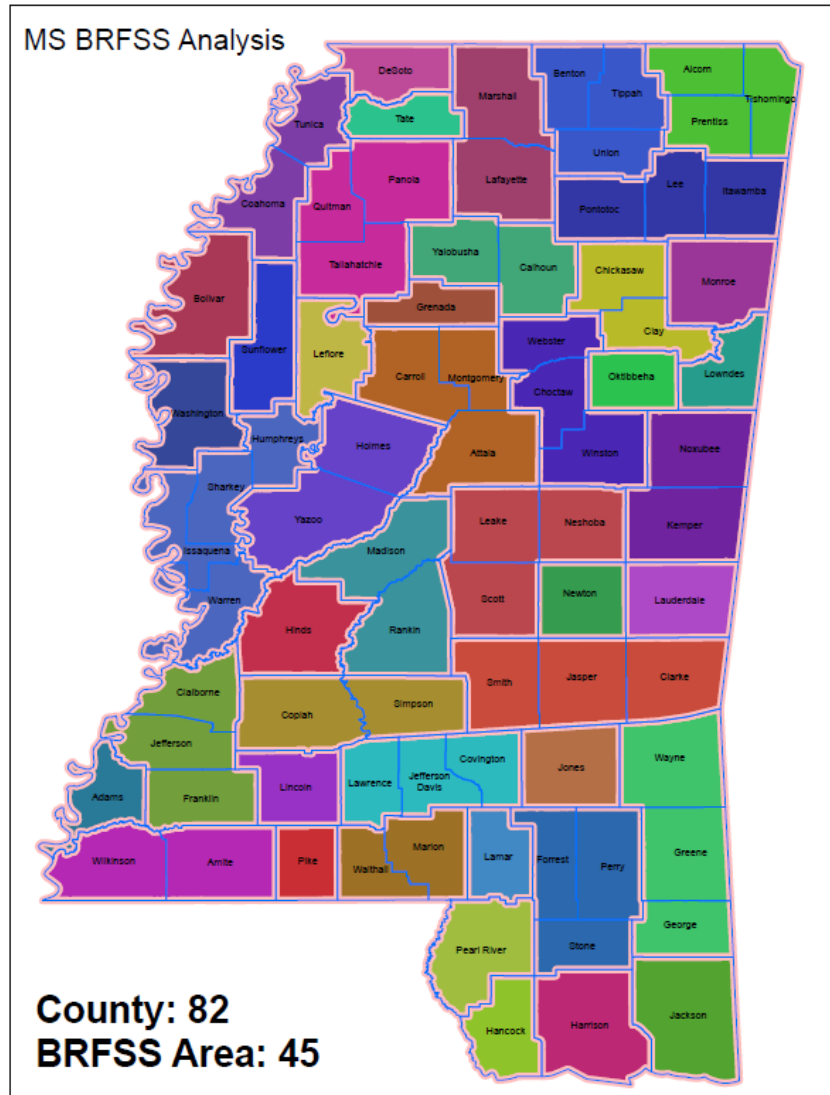 MS BRFSS Analysis
DeSoto
Benton
Alcorn
Marshall
Tippah
Tishomingo
Tunica
Tate
Prentiss
Union
Panola
Lafayette
Lee
Itawamba
Quitman
Pontotoc
Coahoma
Tallahatchie
Yalobusha
Calhoun
Chickasaw
Monroe
Bolivar
Grenada
Sunflower
Leflore
Webster
Clay
Carroll
Montgomery
Choctaw
Oktibbeha
Lowndes
Washington
Humphreys
Holmes
Attala
Winston
Noxubee
Sharkey
Yazoo
Leake
Neshoba
Kemper
Issaquena
Madison
Warren
Scott
Newton
Lauderdale
Hinds
Rankin
Claiborne
Smith
Jasper
Clarke
Copiah
Simpson
Jefferson
Covington
Wayne
Adams
Franklin
Lincoln
Lawrence
Jefferson
Davis
Jones
Wilkinson
Amite
Pike
Walthall
Marion
Lamar
Forrest
Perry
Greene
George
Pearl River
Stone
Hancock
Harrison
Jackson
County: 82
BRFSS Area: 45